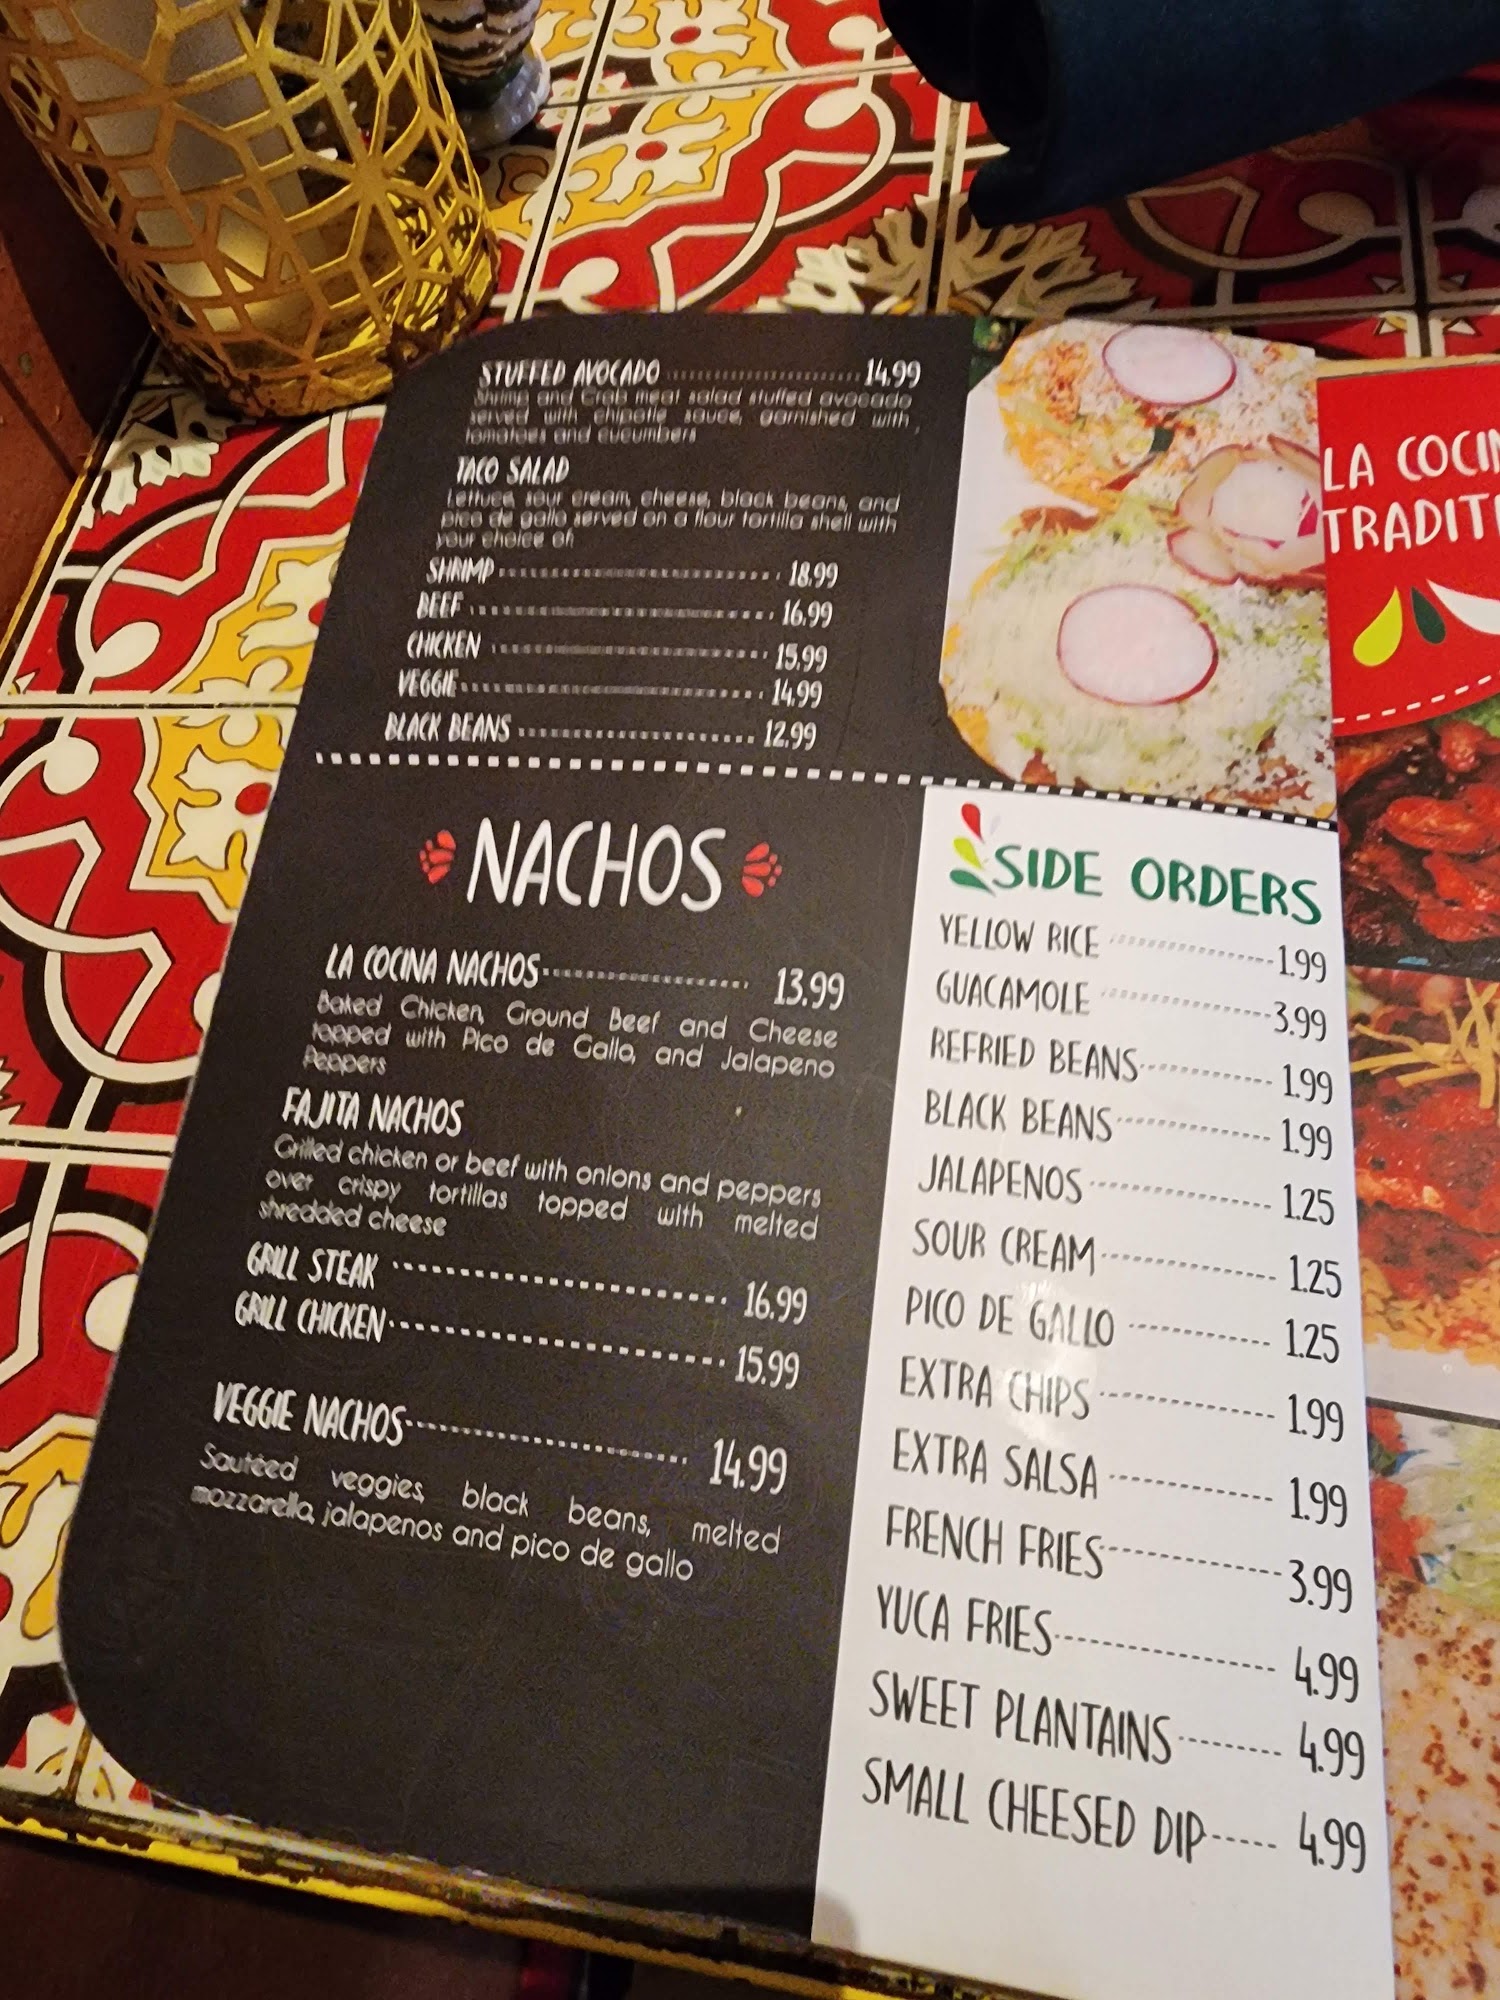 STUFFED AVOCADO 14.99
Shrimp and Crab meat salad stuffed avocado
served with chipotle sauce, garnished with,
tomatoes and cucumbers
TACO SALAD
Lettuce, sour cream, cheese, black beans, and
pico de gallo served on a flour tortilla shell with
your choice of:
SHRIMP 18.99
BEEF 16.99
CHICKEN 15.99
VEGGIE 14.99
BLACK BEANS 12.99
NACHOS
LA COCINA NACHOS 13.99
Baked Chicken, Ground Beef and Cheese
topped with Pico de Gallo, and Jalapeno
Peppers
FAJITA NACHOS
Grilled chicken or beef with onions and peppers
over crispy tortillas topped with melted
shredded cheese
GRILL STEAK 16.99
GRILL CHICKEN 15.99
VEGGIE NACHOS 14.99
Sautéed veggies, black beans, melted
mozzarella, jalapenos and pico de gallo
SIDE ORDERS
YELLOW RICE 1.99
GUACAMOLE 3.99
REFRIED BEANS 1.99
BLACK BEANS 1.99
JALAPENOS 1.25
SOUR CREAM 1.25
PICO DE GALLO 1.25
EXTRA CHIPS 1.99
EXTRA SALSA 1.99
FRENCH FRIES 3.99
YUCA FRIES 4.99
SWEET PLANTAINS 4.99
SMALL CHEESED DIP 4.99
LA COCIN
TRADIT